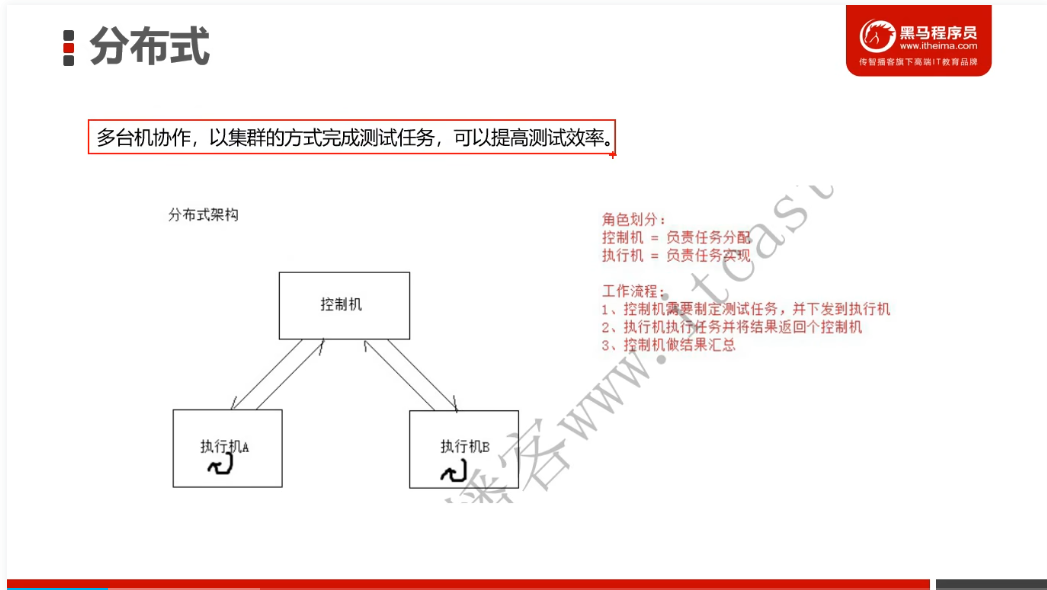 分布式
黑马程序员
www.itheima.com
传智播客旗下高端IT教育品牌
多台机协作，以集群的方式完成测试任务，可以提高测试效率。
分布式架构
控制机
执行机A
执行机B
角色划分：
控制机 = 负责任务分配
执行机 = 负责任务实现
工作流程：
1、控制机需要制定测试任务，并下发到执行机
2、执行机执行任务并将结果返回个控制机
3、控制机做结果汇总
播客www.itcast